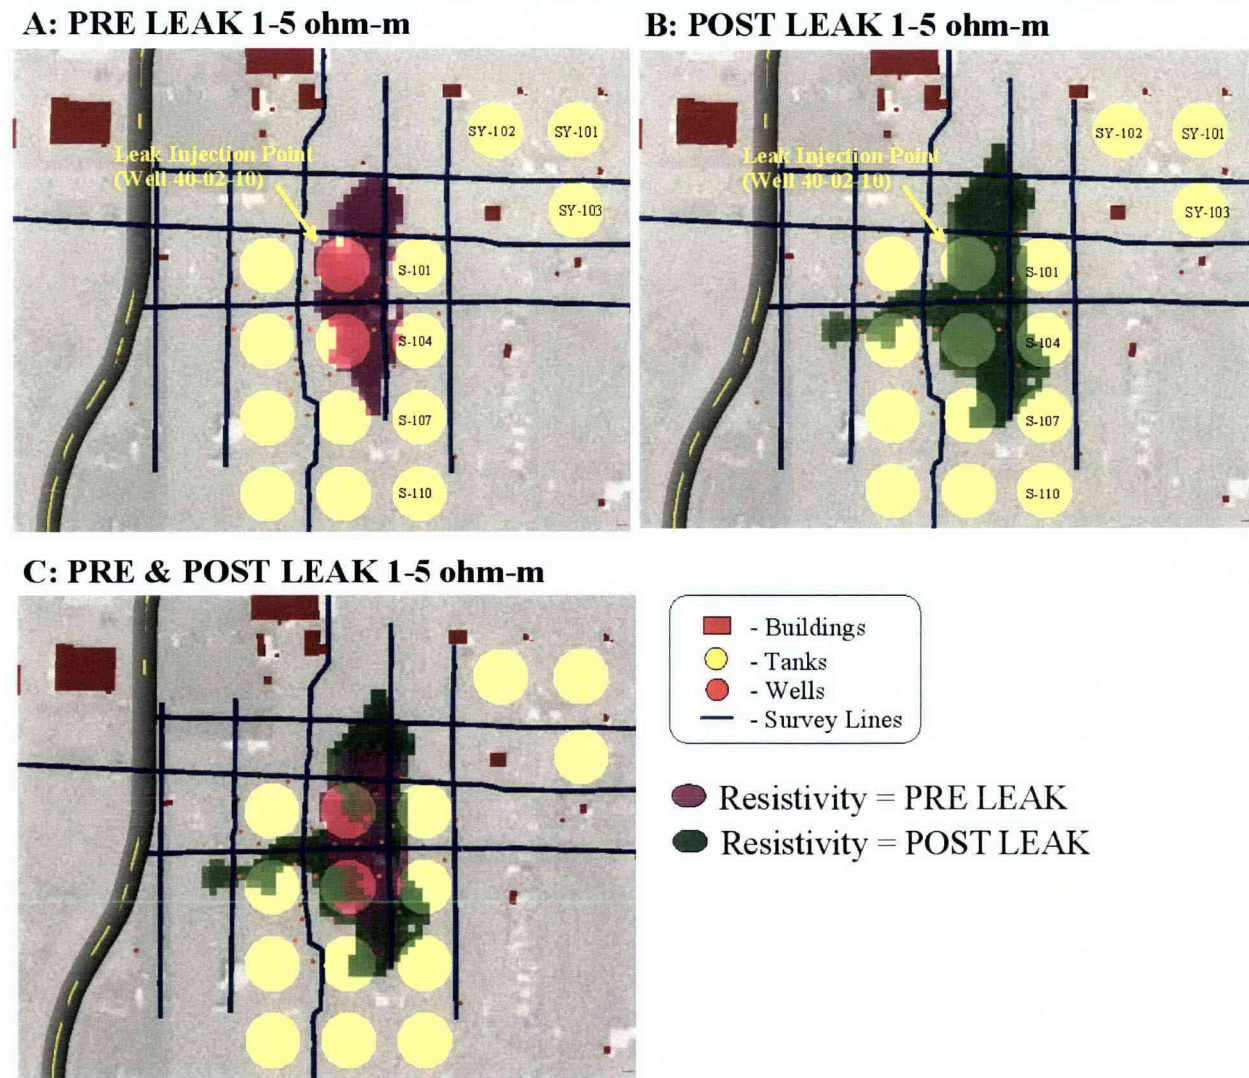 A: PRE LEAK 1-5 ohm-m
SY-102
SY-101
Leak Injection Point
(Well 40-02-10)
SY-103
S-101
S-104
S-107
S-110
B: POST LEAK 1-5 ohm-m
SY-102
SY-101
Leak Injection Point
(Well 40-02-10)
SY-103
S-101
S-104
S-107
S-110
C: PRE & POST LEAK 1-5 ohm-m
- Buildings
- Tanks
- Wells
- Survey Lines
Resistivity = PRE LEAK
Resistivity = POST LEAK